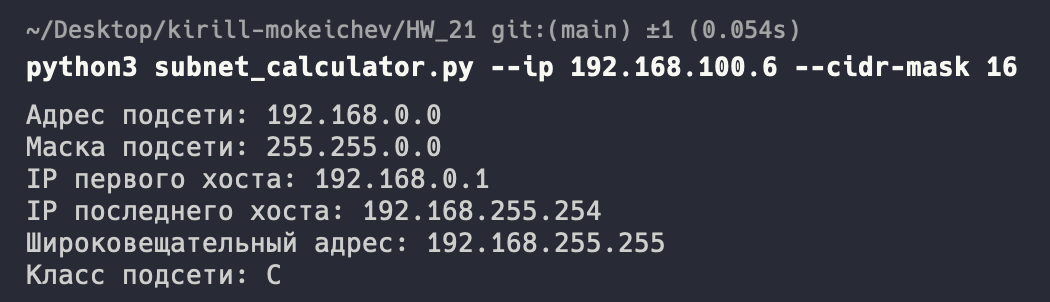 ~/Desktop/kirill-mokeichev/HW_21 git:(main) ±1 (0.054s)
python3 subnet_calculator.py --ip 192.168.100.6 --cidr-mask 16
Адрес подсети: 192.168.0.0
Маска подсети: 255.255.0.0
IP первого хоста: 192.168.0.1
IP последнего хоста: 192.168.255.254
Широковещательный адрес: 192.168.255.255
Класс подсети: C